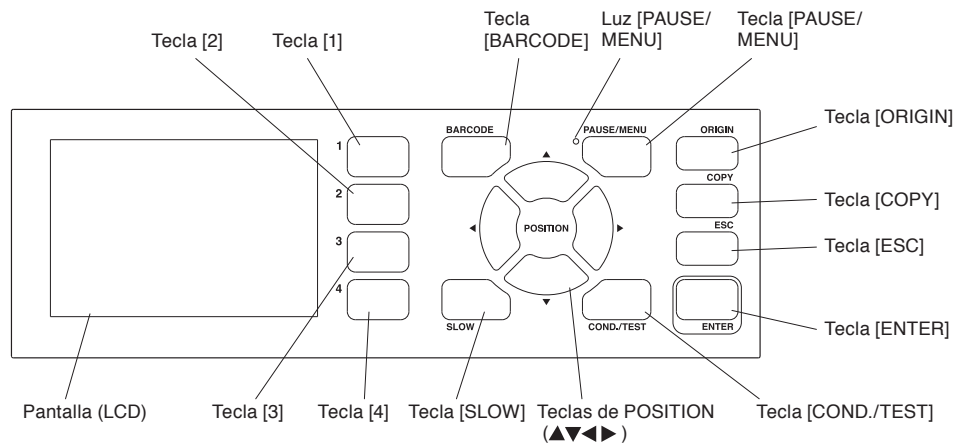 Tecla [2]
Tecla [1]
Tecla
[BARCODE]
Luz [PAUSE/
MENU]
Tecla [PAUSE/
MENU]
BARCODE
PAUSE/MENU
ORIGIN
Tecla [ORIGIN]
1
▲
COPY
2
Tecla [COPY]
ESC
◀
POSITION
▶
3
Tecla [ESC]
4
▼
SLOW
COND./TEST
ENTER
Tecla [ENTER]
Pantalla (LCD)
Tecla [3]
Tecla [4]
Tecla [SLOW]
Teclas de POSITION
(▲▼◀▶)
Tecla [COND./TEST]